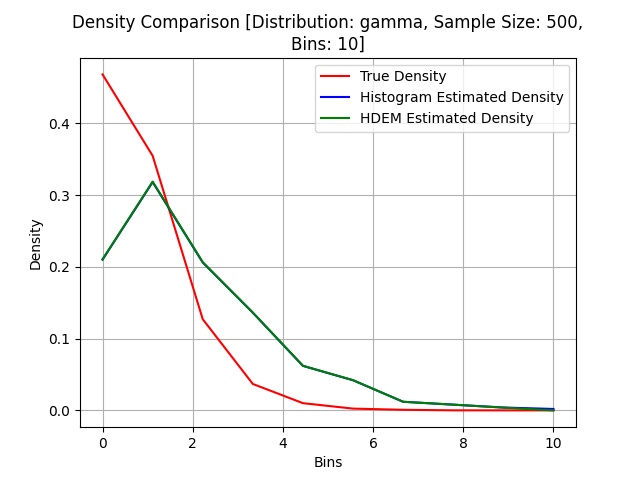 Density Comparison [Distribution: gamma, Sample Size: 500,
Bins: 10]
True Density
Histogram Estimated Density
HDEM Estimated Density
Density
0.4
0.3
0.2
0.1
0.0
0 2 4 6 8 10
Bins